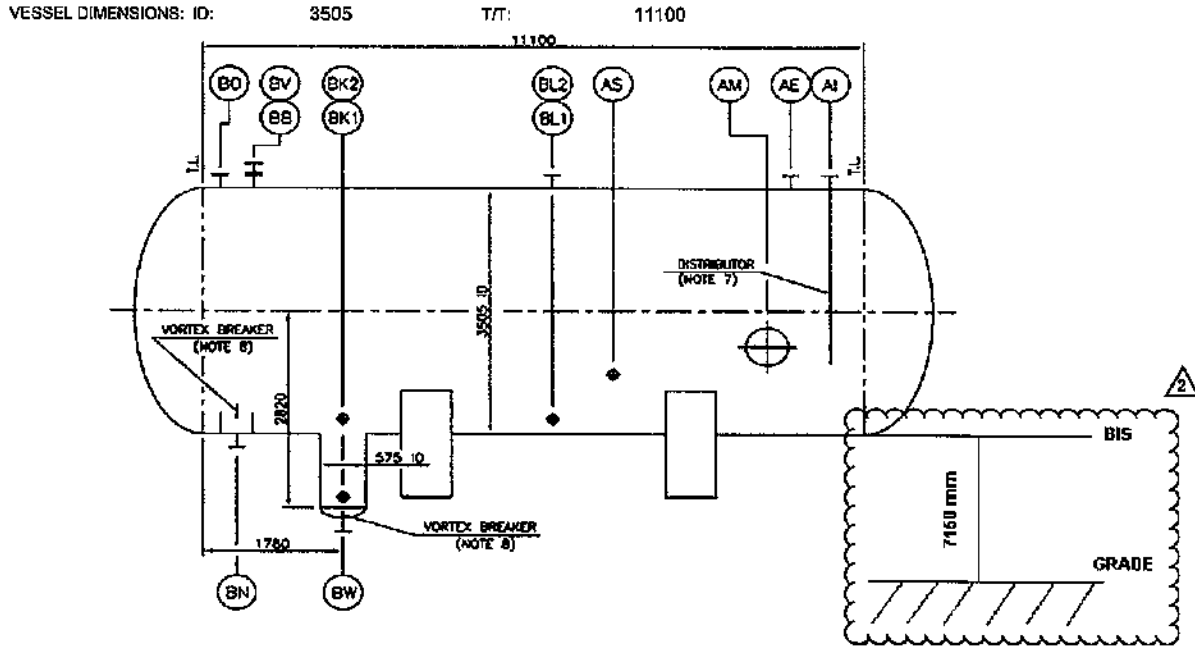 VESSEL DIMENSIONS: ID: 3505 T/T: 11100
11100
BO BV BK2 BL2 AS AM AE AI
BB BK1 BL1
T.L. T.L.
DISTRIBUTOR
(NOTE 7)
3505 ID
VORTEX BREAKER
(NOTE 8)
2820
2
BIS
575 ID
7160 mm
VORTEX BREAKER
(NOTE 8)
1780
GRADE
BN BW